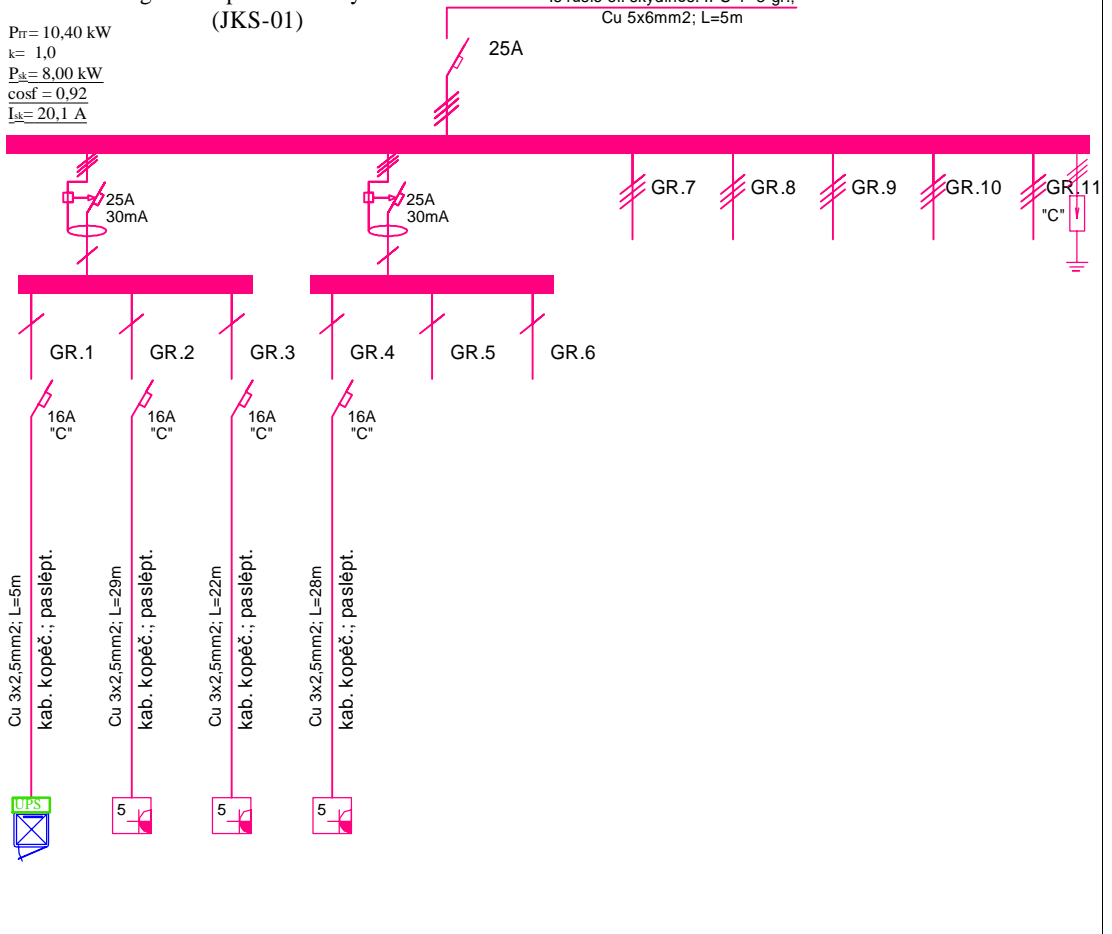 (JKS-01)
Cu 5x6mm2; L=5m
PIT= 10,40 kW
k= 1,0
Psk= 8,00 kW
cosf = 0,92
Isk= 20,1 A
25A
25A
30mA
25A
30mA
GR.7
GR.8
GR.9
GR.10
GR.11
"C"
GR.1
GR.2
GR.3
GR.4
GR.5
GR.6
16A
"C"
16A
"C"
16A
"C"
16A
"C"
Cu 3x2,5mm2; L=5m
kab. kopėč.; paslėpt.
Cu 3x2,5mm2; L=29m
kab. kopėč.; paslėpt.
Cu 3x2,5mm2; L=22m
kab. kopėč.; paslėpt.
Cu 3x2,5mm2; L=28m
kab. kopėč.; paslėpt.
UPS
5
5
5